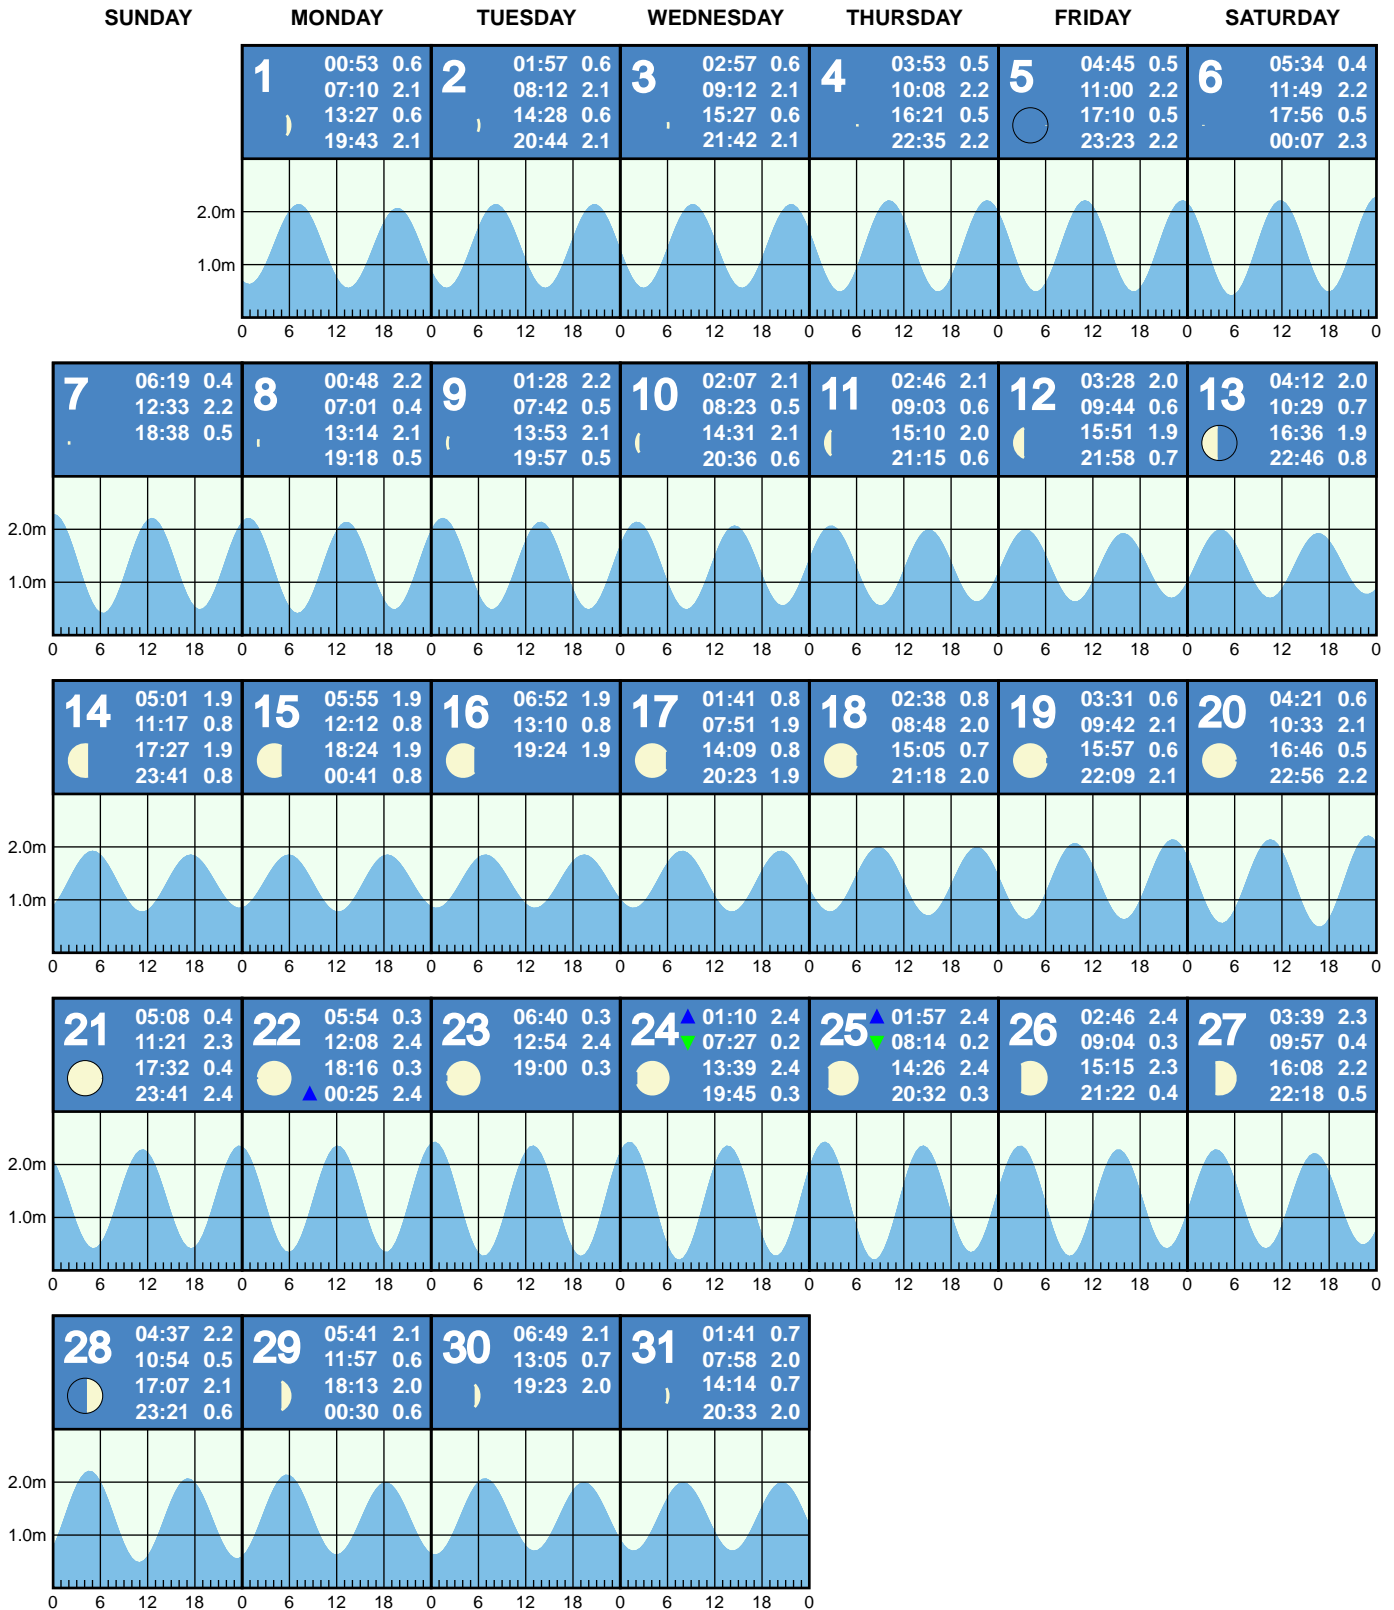 SUNDAY MONDAY TUESDAY WEDNESDAY THURSDAY FRIDAY SATURDAY
1 00:53 0.6 07:10 2.1 13:27 0.6 19:43 2.1
2 01:57 0.6 08:12 2.1 14:28 0.6 20:44 2.1
3 02:57 0.6 09:12 2.1 15:27 0.6 21:42 2.1
4 03:53 0.5 10:08 2.2 16:21 0.5 22:35 2.2
5 04:45 0.5 11:00 2.2 17:10 0.5 23:23 2.2
6 05:34 0.4 11:49 2.2 17:56 0.5 00:07 2.3
2.0m
1.0m
0 6 12 18 0 6 12 18 0 6 12 18 0 6 12 18 0 6 12 18 0 6 12 18 0
7 06:19 0.4 12:33 2.2 18:38 0.5
8 00:48 2.2 07:01 0.4 13:14 2.1 19:18 0.5
9 01:28 2.2 07:42 0.5 13:53 2.1 19:57 0.5
10 02:07 2.1 08:23 0.5 14:31 2.1 20:36 0.6
11 02:46 2.1 09:03 0.6 15:10 2.0 21:15 0.6
12 03:28 2.0 09:44 0.6 15:51 1.9 21:58 0.7
13 04:12 2.0 10:29 0.7 16:36 1.9 22:46 0.8
2.0m
1.0m
0 6 12 18 0 6 12 18 0 6 12 18 0 6 12 18 0 6 12 18 0 6 12 18 0 6 12 18 0
14 05:01 1.9 11:17 0.8 17:27 1.9 23:41 0.8
15 05:55 1.9 12:12 0.8 18:24 1.9 00:41 0.8
16 06:52 1.9 13:10 0.8 19:24 1.9
17 01:41 0.8 07:51 1.9 14:09 0.8 20:23 1.9
18 02:38 0.8 08:48 2.0 15:05 0.7 21:18 2.0
19 03:31 0.6 09:42 2.1 15:57 0.6 22:09 2.1
20 04:21 0.6 10:33 2.1 16:46 0.5 22:56 2.2
2.0m
1.0m
0 6 12 18 0 6 12 18 0 6 12 18 0 6 12 18 0 6 12 18 0 6 12 18 0 6 12 18 0
21 05:08 0.4 11:21 2.3 17:32 0.4 23:41 2.4
22 05:54 0.3 12:08 2.4 18:16 0.3 00:25 2.4
23 06:40 0.3 12:54 2.4 19:00 0.3
24 01:10 2.4 07:27 0.2 13:39 2.4 19:45 0.3
25 01:57 2.4 08:14 0.2 14:26 2.4 20:32 0.3
26 02:46 2.4 09:04 0.3 15:15 2.3 21:22 0.4
27 03:39 2.3 09:57 0.4 16:08 2.2 22:18 0.5
2.0m
1.0m
0 6 12 18 0 6 12 18 0 6 12 18 0 6 12 18 0 6 12 18 0 6 12 18 0 6 12 18 0
28 04:37 2.2 10:54 0.5 17:07 2.1 23:21 0.6
29 05:41 2.1 11:57 0.6 18:13 2.0 00:30 0.6
30 06:49 2.1 13:05 0.7 19:23 2.0
31 01:41 0.7 07:58 2.0 14:14 0.7 20:33 2.0
2.0m
1.0m
0 6 12 18 0 6 12 18 0 6 12 18 0 6 12 18 0